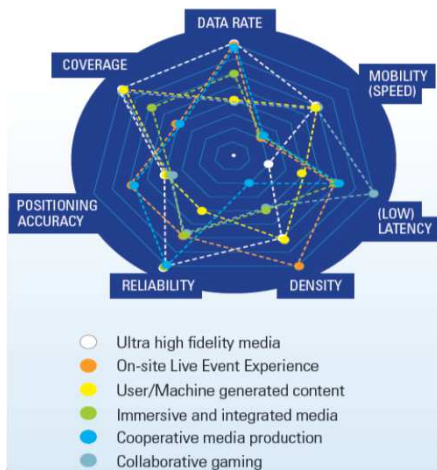 DATA RATE
COVERAGE
MOBILITY
(SPEED)
POSITIONING
ACCURACY
(LOW)
LATENCY
RELIABILITY
DENSITY
Ultra high fidelity media
On-site Live Event Experience
User/Machine generated content
Immersive and integrated media
Cooperative media production
Collaborative gaming